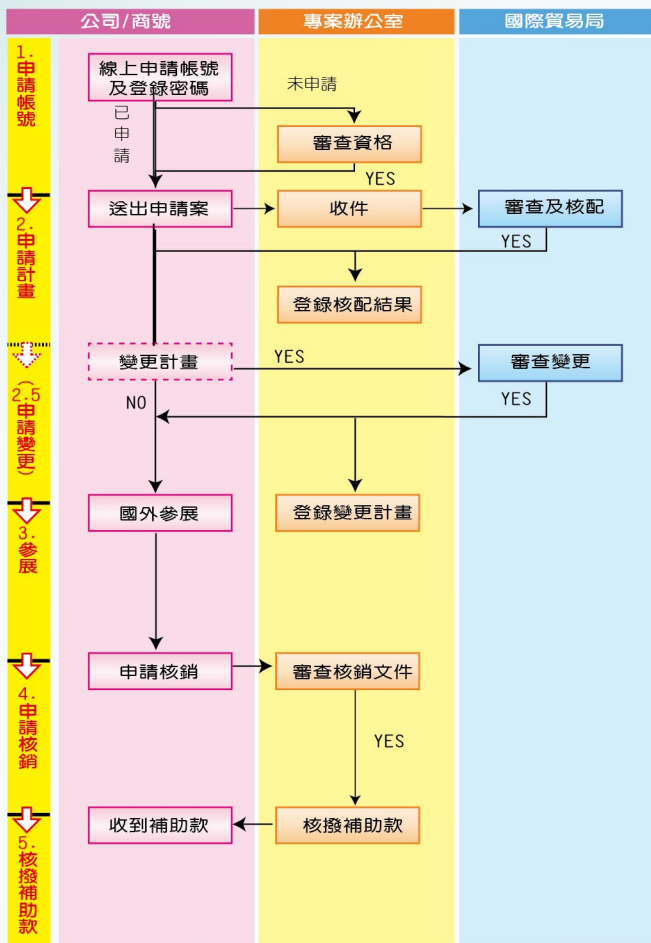 公司/商號
專案辦公室
國際貿易局
1.申請帳號
線上申請帳號
及登錄密碼
未申請
已申請
審查資格
YES
2.申請計畫
送出申請案
收件
審查及核配
YES
登錄核配結果
2.5(申請變更)
變更計畫
YES
審查變更
NO
YES
3.參展
國外參展
登錄變更計畫
4.申請核銷
申請核銷
審查核銷文件
YES
5.核撥補助款
收到補助款
核撥補助款